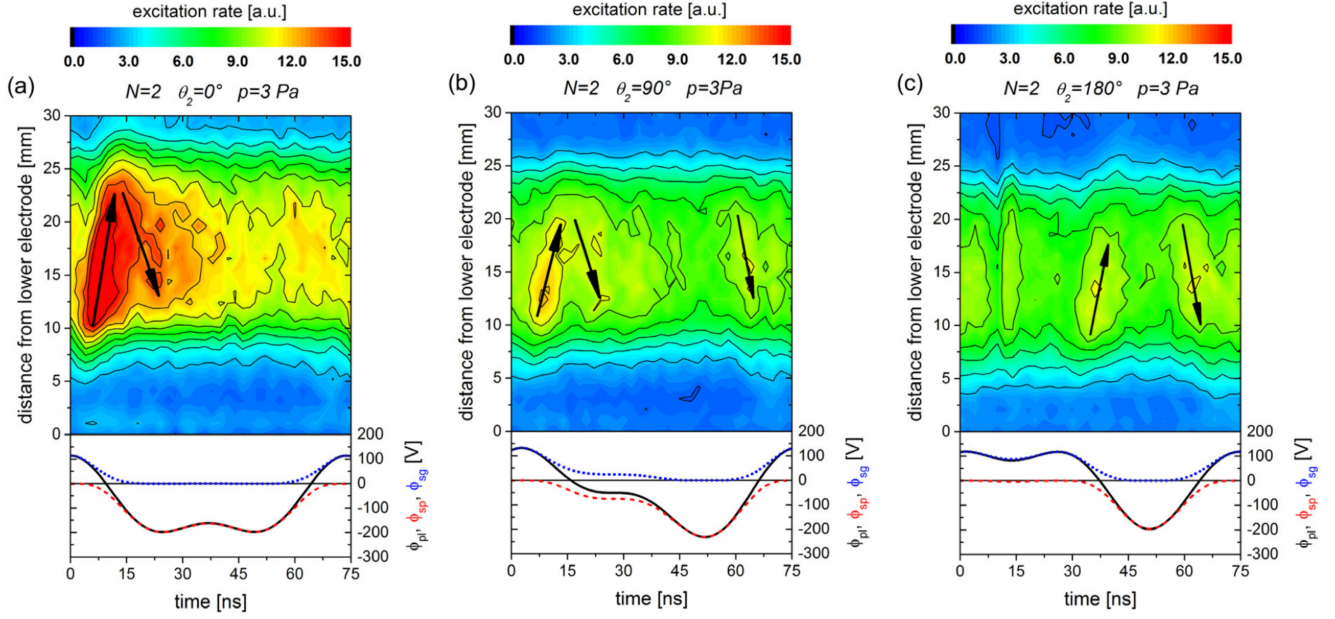 excitation rate [a.u.]
0.0 3.0 6.0 9.0 12.0 15.0
(a)
N=2 θ₂=0° p=3 Pa
distance from lower electrode [mm]
30
25
20
15
10
5
0
200
100
0
-100
-200
-300
ϕpl, ϕsp, ϕsg [V]
0 15 30 45 60 75
time [ns]
excitation rate [a.u.]
0.0 3.0 6.0 9.0 12.0 15.0
(b)
N=2 θ₂=90° p=3Pa
distance from lower electrode [mm]
30
25
20
15
10
5
0
200
100
0
-100
-200
-300
ϕpl, ϕsp, ϕsg [V]
0 15 30 45 60 75
time [ns]
excitation rate [a.u.]
0.0 3.0 6.0 9.0 12.0 15.0
(c)
N=2 θ₂=180° p=3 Pa
distance from lower electrode [mm]
30
25
20
15
10
5
0
200
100
0
-100
-200
-300
ϕpl, ϕsp, ϕsg [V]
0 15 30 45 60 75
time [ns]